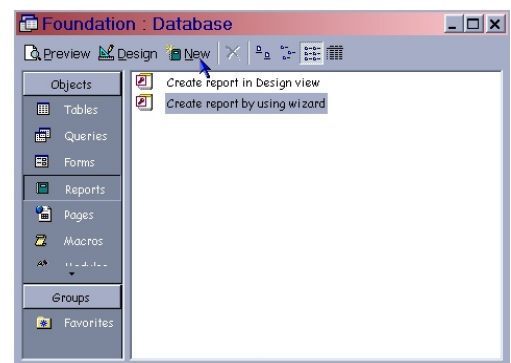 Foundation : Database
Preview Design New
Objects
Tables
Queries
Forms
Reports
Pages
Macros
Groups
Favorites
Create report in Design view
Create report by using wizard